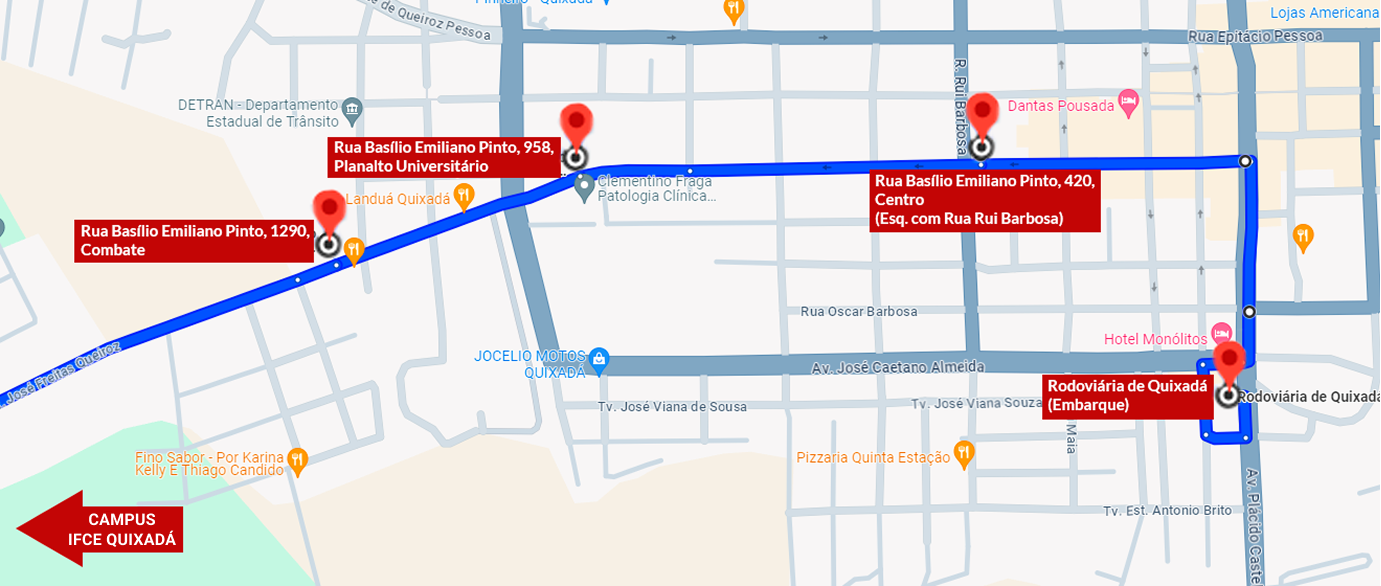 Pinheiro - Quixadá
de Queiroz Pessoa
Lojas Americana
Rua Epitácio Pessoa
R. Rui Barbosa
DETRAN - Departamento
Estadual de Trânsito
Dantas Pousada
Rua Basílio Emiliano Pinto, 958,
Planalto Universitário
Clementino Fraga
Patologia Clínica...
Rua Basílio Emiliano Pinto, 420,
Centro
(Esq. com Rua Rui Barbosa)
Landuá Quixadá
Rua Basílio Emiliano Pinto, 1290,
Combate
Rua Oscar Barbosa
Hotel Monólitos
JOCELIO MOTOS
QUIXADÁ
Av. José Caetano Almeida
José Freitas Queiroz
Rodoviária de Quixadá
(Embarque)
Rodoviária de Quixadá
Tv. José Viana de Sousa
Tv. José Viana Souza
Maia
Fino Sabor - Por Karina
Kelly E Thiago Candido
Pizzaria Quinta Estação
Av. Plácido Caste
Tv. Est. Antonio Brito
CAMPUS
IFCE QUIXADÁ